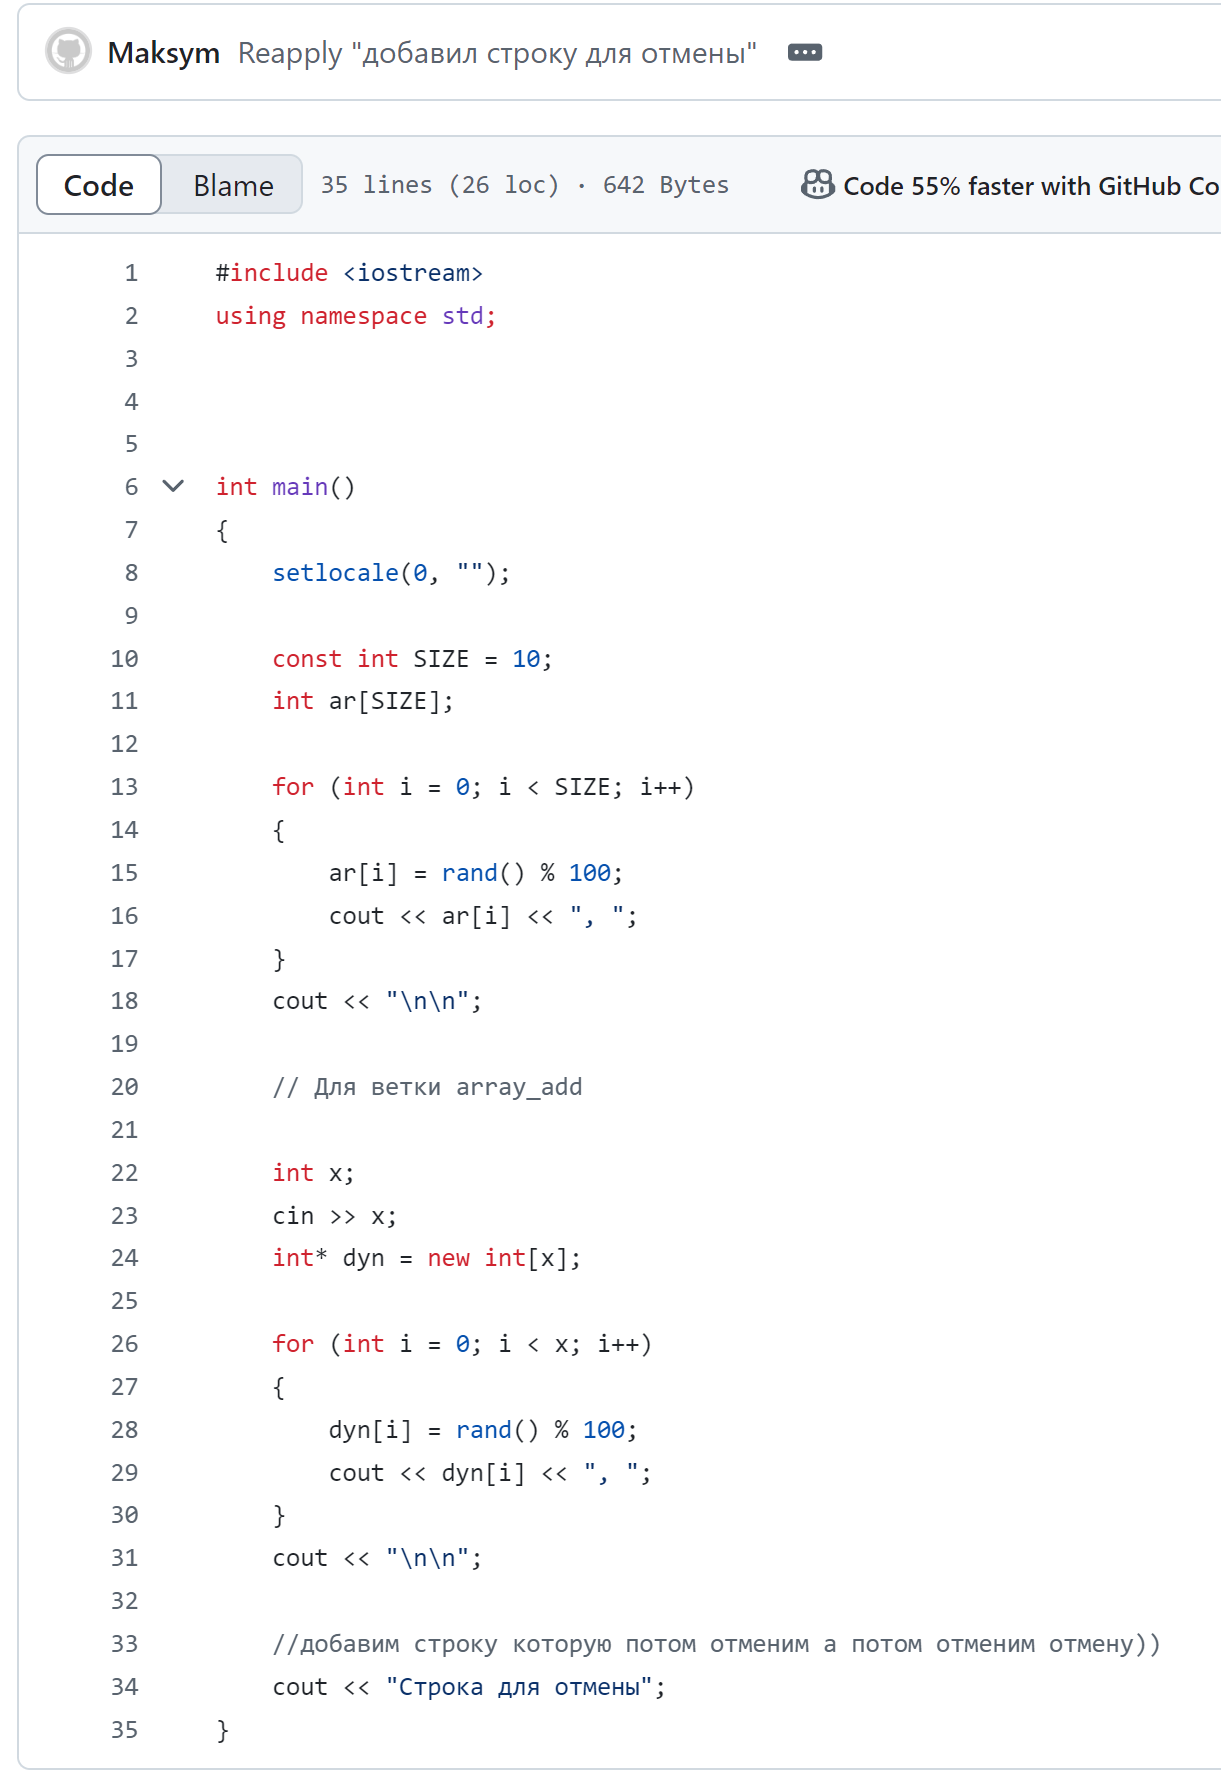 Maksym Reapply "добавил строку для отмены"
Code Blame 35 lines (26 loc) · 642 Bytes Code 55% faster with GitHub Co
1 #include <iostream>
2 using namespace std;
3
4
5
6 int main()
7 {
8 setlocale(0, "");
9
10 const int SIZE = 10;
11 int ar[SIZE];
12
13 for (int i = 0; i < SIZE; i++)
14 {
15 ar[i] = rand() % 100;
16 cout << ar[i] << ", ";
17 }
18 cout << "\n\n";
19
20 // Для ветки array_add
21
22 int x;
23 cin >> x;
24 int* dyn = new int[x];
25
26 for (int i = 0; i < x; i++)
27 {
28 dyn[i] = rand() % 100;
29 cout << dyn[i] << ", ";
30 }
31 cout << "\n\n";
32
33 //добавим строку которую потом отменим а потом отменим отмену))
34 cout << "Строка для отмены";
35 }